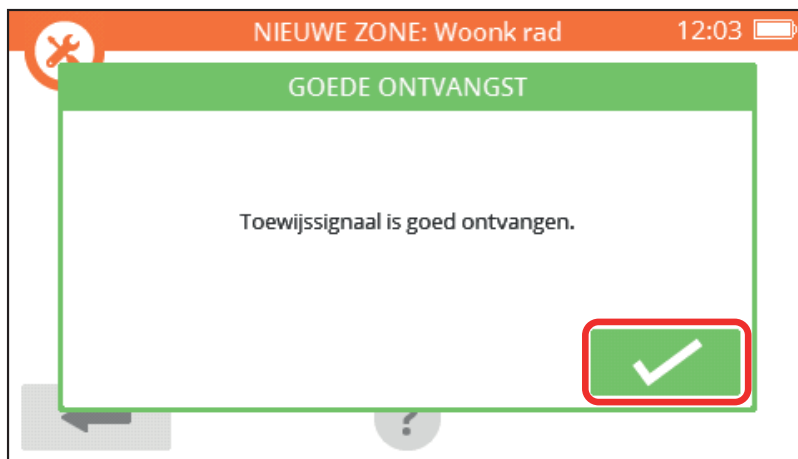 NIEUWE ZONE: Woonk rad 12:03
GOEDE ONTVANGST
Toewijssignaal is goed ontvangen.
?